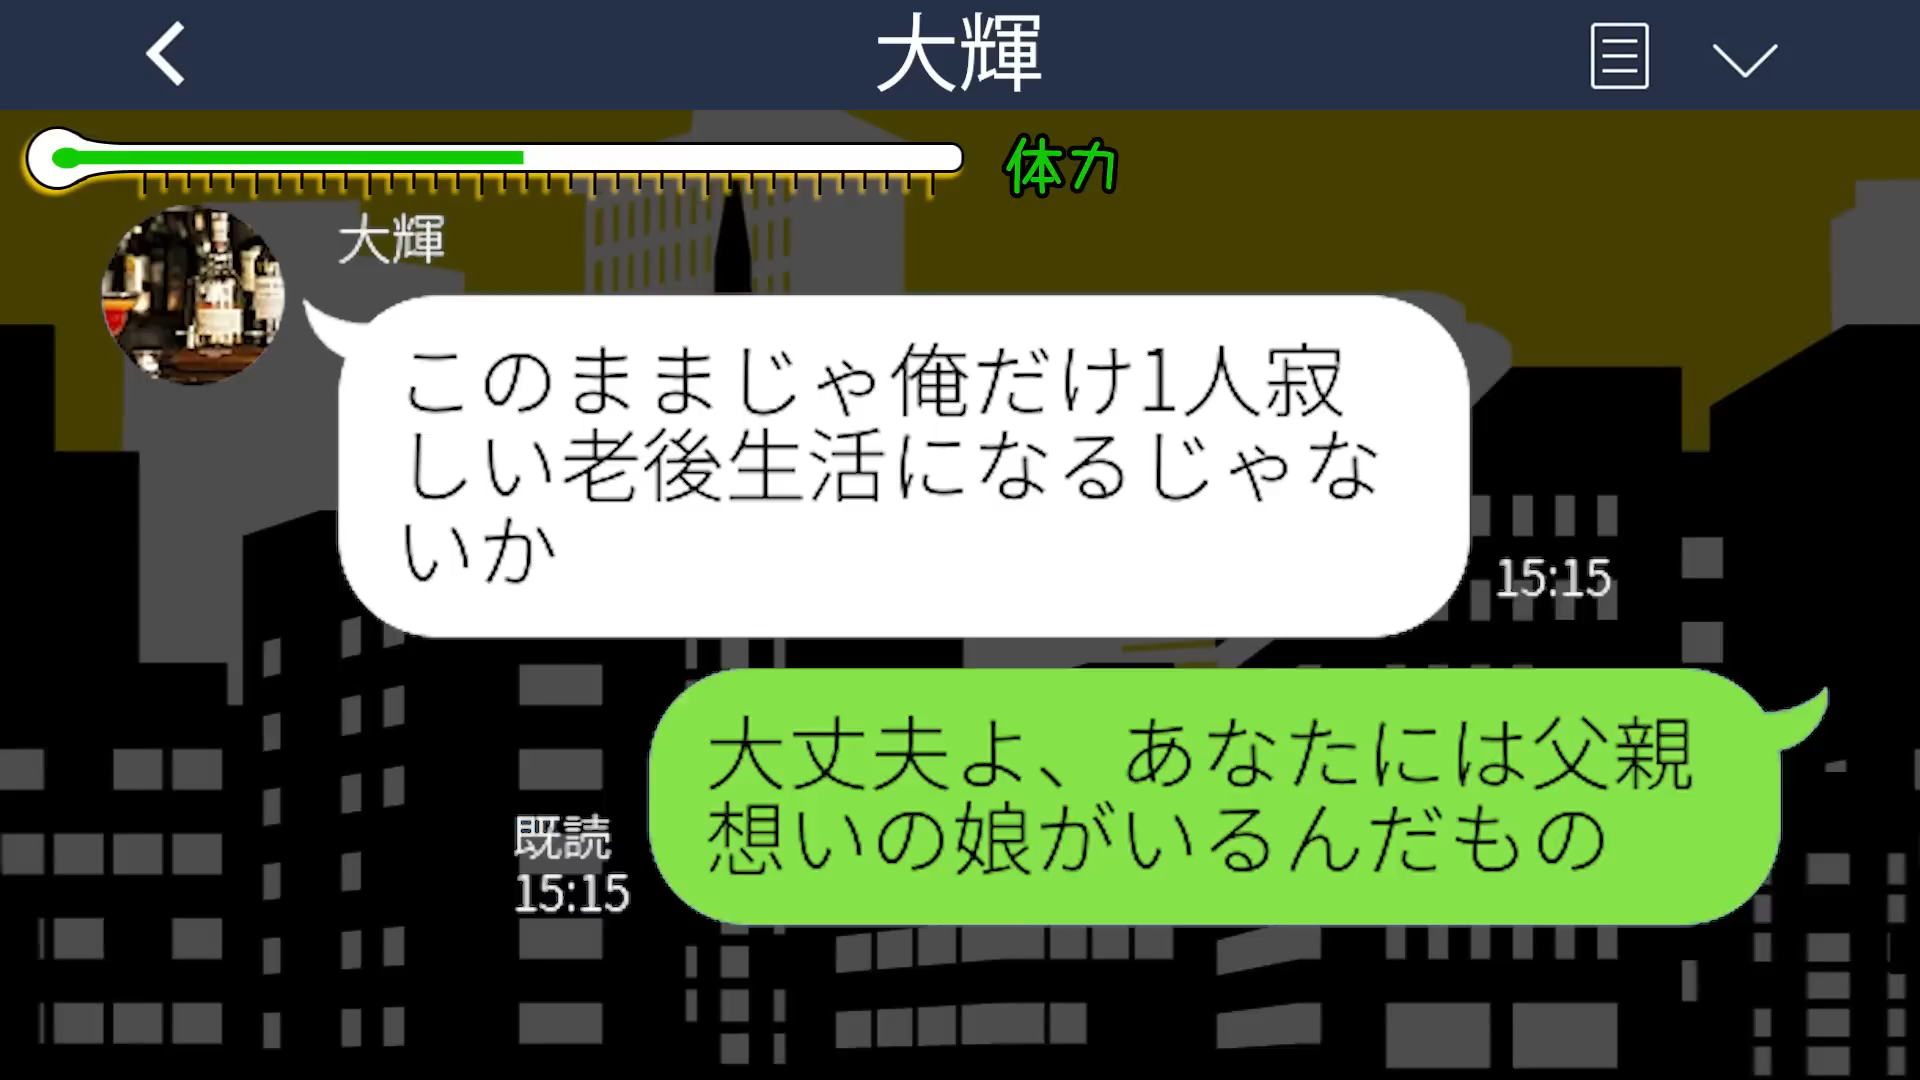 大輝
体力
大輝
このままじゃ俺だけ1人寂
しい老後生活になるじゃな
いか
15:15
大丈夫よ、あなたには父親
想いの娘がいるんだもの
既読
15:15